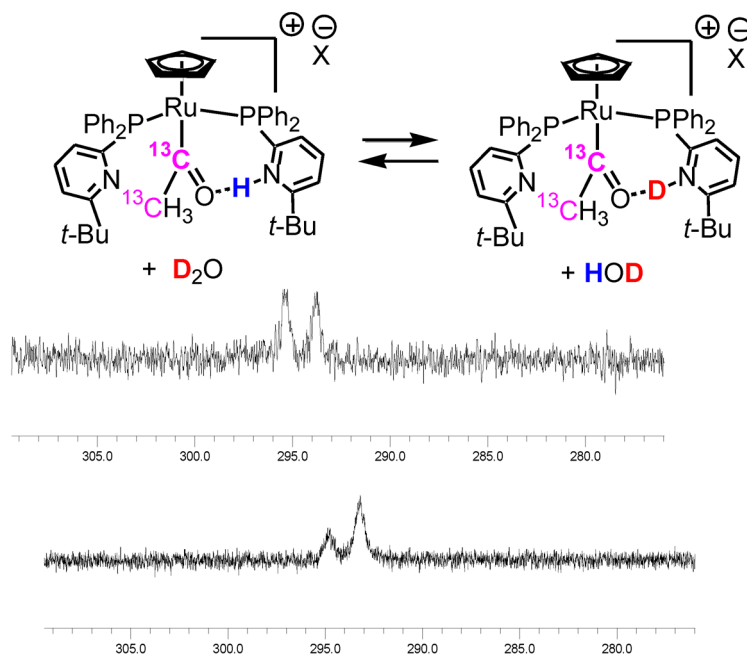 ⊕ ⊖
X
Ru
Ph₂P PPh₂
¹³C
N O H N
¹³CH₃
t-Bu t-Bu
+ D₂O
⊕ ⊖
X
Ru
Ph₂P PPh₂
¹³C
N O D N
¹³CH₃
t-Bu t-Bu
+ HOD
305.0 300.0 295.0 290.0 285.0 280.0
305.0 300.0 295.0 290.0 285.0 280.0